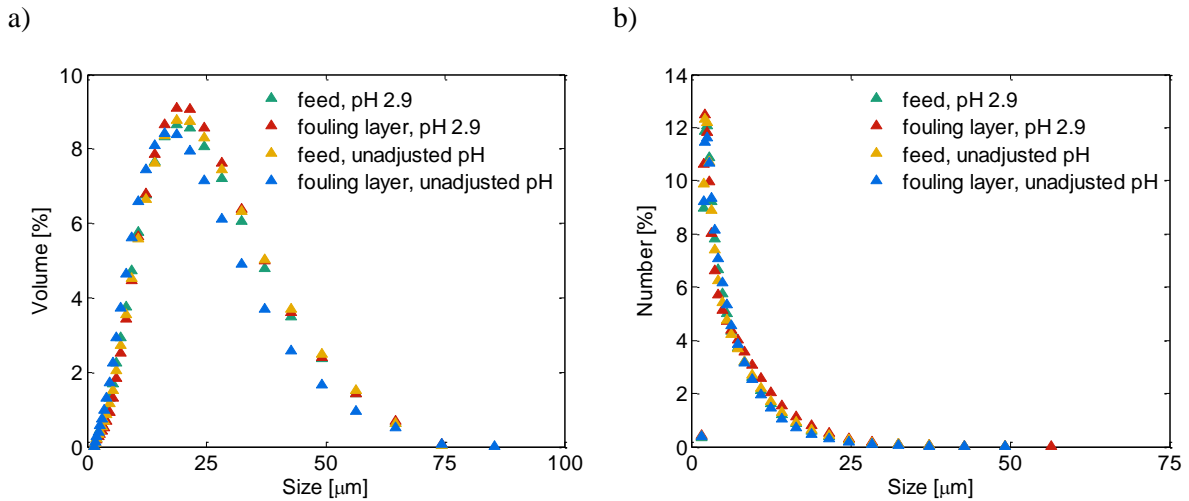 a)
b)
10
8
6
4
2
0
Volume [%]
feed, pH 2.9
fouling layer, pH 2.9
feed, unadjusted pH
fouling layer, unadjusted pH
0
25
50
75
100
Size [μm]
14
12
10
8
6
4
2
0
Number [%]
feed, pH 2.9
fouling layer, pH 2.9
feed, unadjusted pH
fouling layer, unadjusted pH
0
25
50
75
Size [μm]